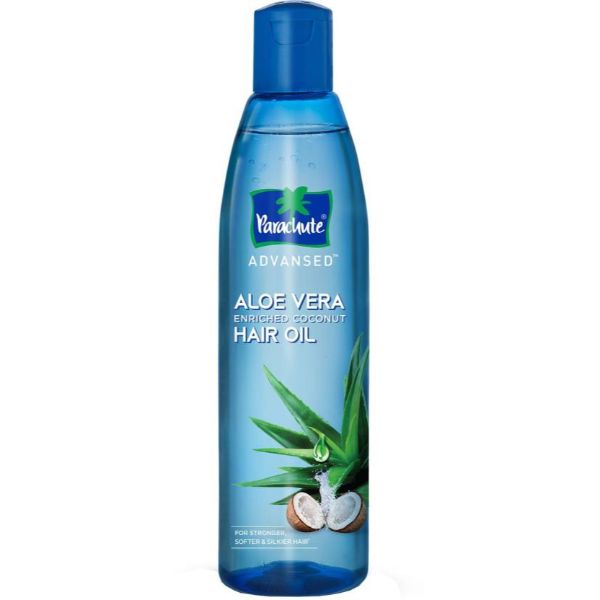 Parachute®
ADVANSED™
ALOE VERA
ENRICHED COCONUT
HAIR OIL
FOR STRONGER,
SOFTER & SILKIER HAIR*